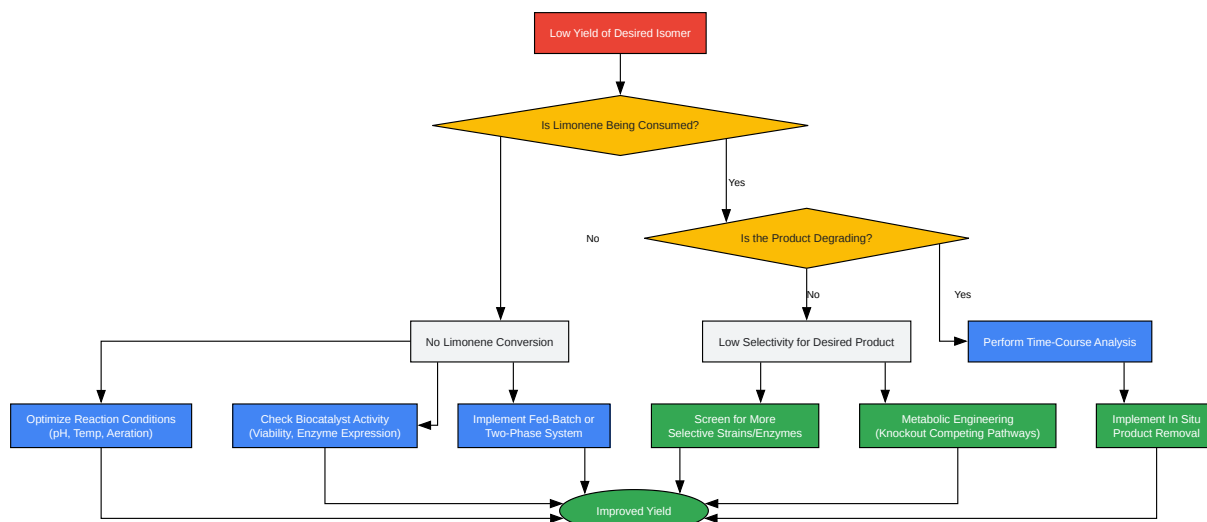 Low Yield of Desired Isomer
Is Limonene Being Consumed?
Yes
No
Is the Product Degrading?
No
Yes
No Limonene Conversion
Low Selectivity for Desired Product
Perform Time-Course Analysis
Optimize Reaction Conditions
(pH, Temp, Aeration)
Check Biocatalyst Activity
(Viability, Enzyme Expression)
Implement Fed-Batch or
Two-Phase System
Screen for More
Selective Strains/Enzymes
Metabolic Engineering
(Knockout Competing Pathways)
Implement In Situ
Product Removal
Improved Yield